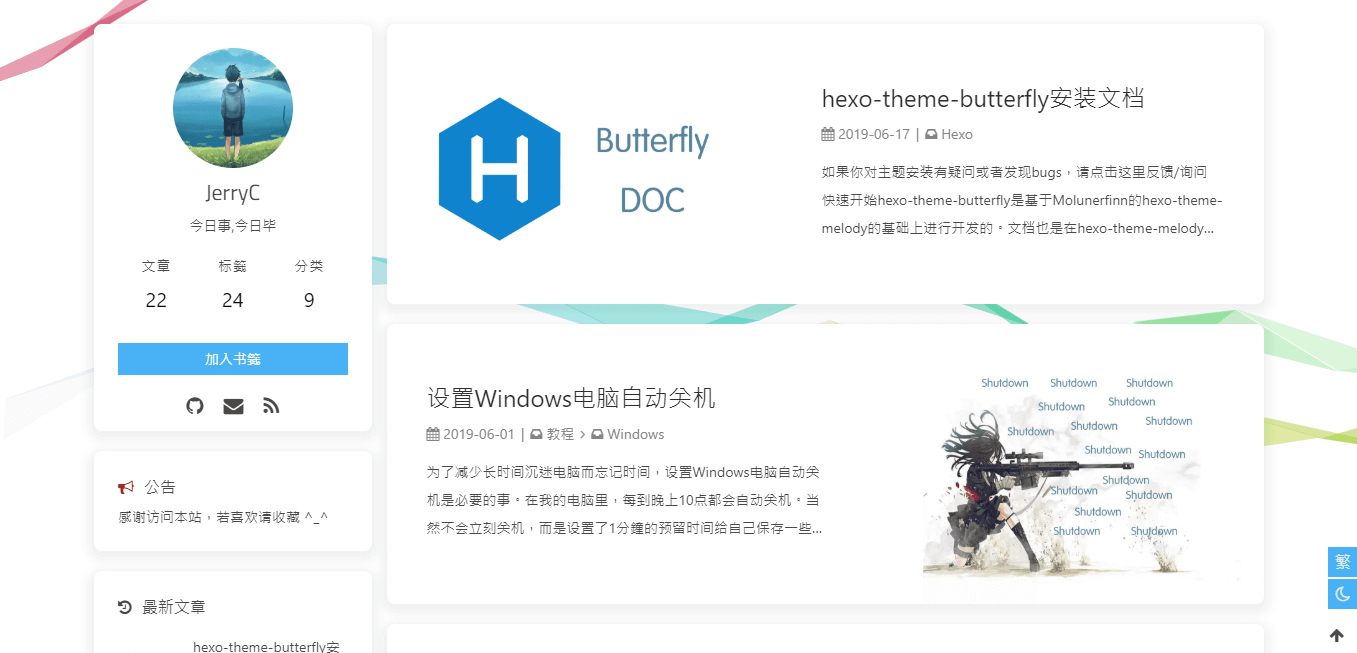 JerryC
今日事,今日毕
文章 标签 分类
22 24 9
加入书签
公告
感谢访问本站，若喜欢请收藏 ^_^
最新文章
hexo-theme-butterfly安
H
Butterfly
DOC
hexo-theme-butterfly安装文档
2019-06-17 | Hexo
如果你对主题安装有疑问或者发现bugs，请点击这里反馈/询问
快速开始hexo-theme-butterfly是基于Molunerfinn的hexo-theme-
melody的基础上进行开发的。文档也是在hexo-theme-melody...
设置Windows电脑自动关机
2019-06-01 | 教程 > Windows
为了减少长时间沉迷电脑而忘记时间，设置Windows电脑自动关
机是必要的事。在我的电脑里，每到晚上10点都会自动关机。当
然不会立刻关机，而是设置了1分鐘的预留时间给自己保存一些...
Shutdown Shutdown Shutdown
Shutdown Shutdown
Shutdown Shutdown Shutdown
Shutdown Shutdown
Shutdown
Shutdown Shutdown
Shutdown
Shutdown Shutdown
繁